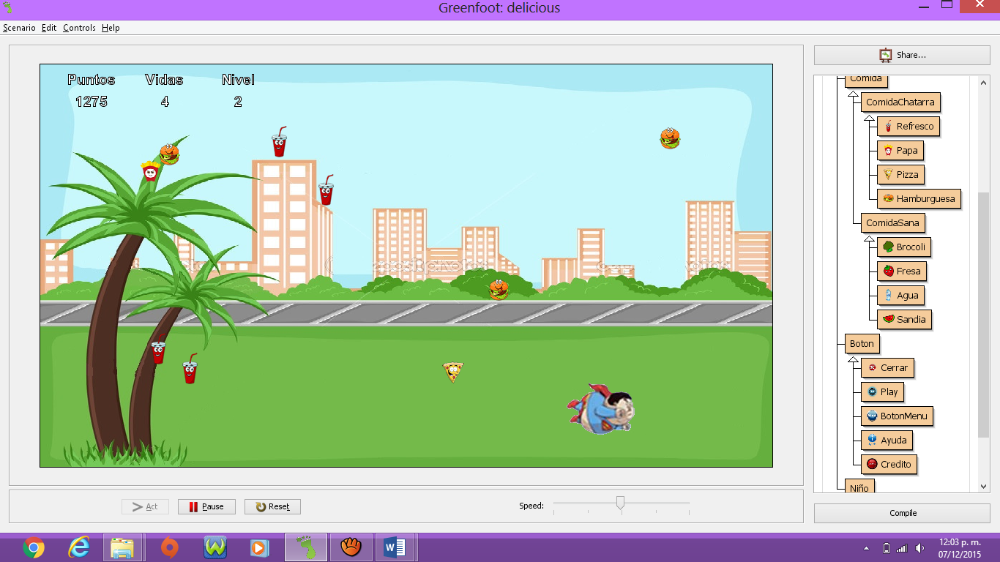 Greenfoot: delicious
Scenario Edit Controls Help
Puntos Vidas Nivel
1275 4 2
Share...
Comida
ComidaChatarra
Refresco
Papa
Pizza
Hamburguesa
ComidaSana
Brocoli
Fresa
Agua
Sandia
Boton
Cerrar
Play
BotonMenu
Ayuda
Credito
Niño
Act Pause Reset Speed:
Compile
12:03 p. m.
07/12/2015